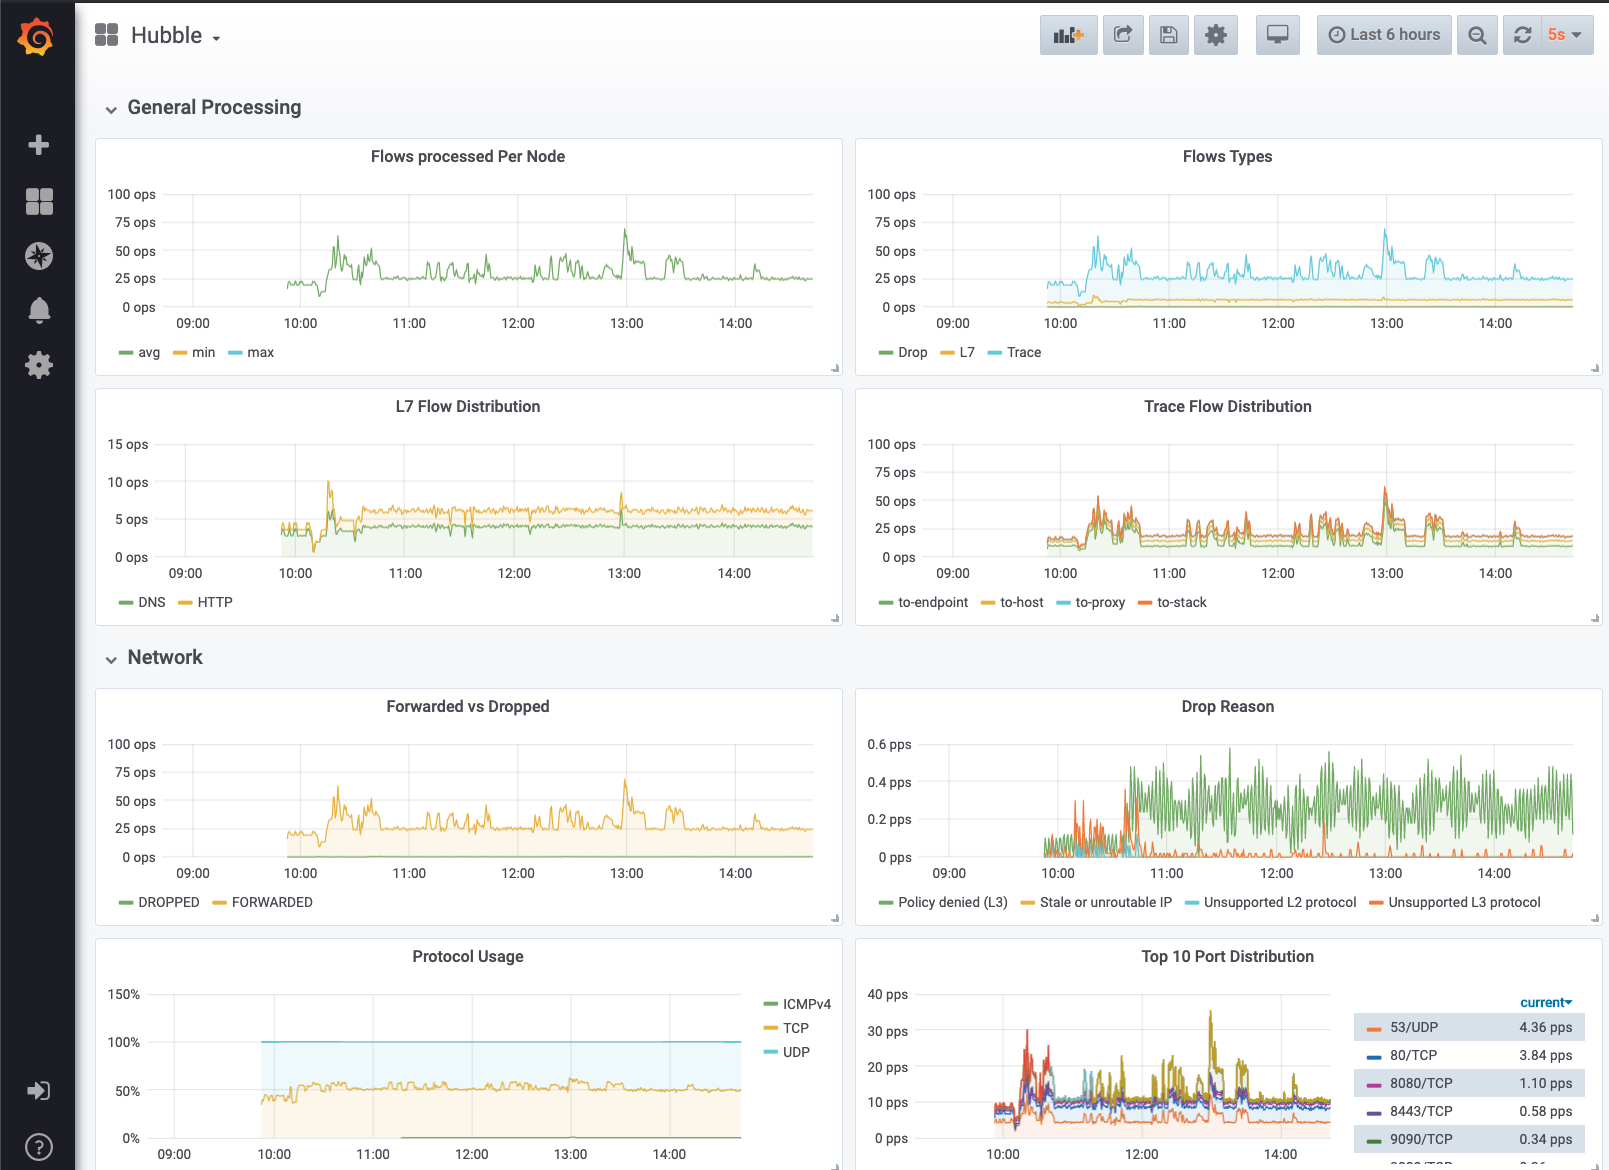 Hubble
Last 6 hours
5s
General Processing
Flows processed Per Node
100 ops
75 ops
50 ops
25 ops
0 ops
09:00 10:00 11:00 12:00 13:00 14:00
avg min max
Flows Types
100 ops
75 ops
50 ops
25 ops
0 ops
09:00 10:00 11:00 12:00 13:00 14:00
Drop L7 Trace
L7 Flow Distribution
15 ops
10 ops
5 ops
0 ops
09:00 10:00 11:00 12:00 13:00 14:00
DNS HTTP
Trace Flow Distribution
100 ops
75 ops
50 ops
25 ops
0 ops
09:00 10:00 11:00 12:00 13:00 14:00
to-endpoint to-host to-proxy to-stack
Network
Forwarded vs Dropped
100 ops
75 ops
50 ops
25 ops
0 ops
09:00 10:00 11:00 12:00 13:00 14:00
DROPPED FORWARDED
Drop Reason
0.6 pps
0.4 pps
0.2 pps
0 pps
09:00 10:00 11:00 12:00 13:00 14:00
Policy denied (L3) Stale or unroutable IP Unsupported L2 protocol Unsupported L3 protocol
Protocol Usage
150%
100%
50%
0%
09:00 10:00 11:00 12:00 13:00 14:00
ICMPv4
TCP
UDP
Top 10 Port Distribution
40 pps
30 pps
20 pps
10 pps
0 pps
10:00 12:00 14:00
current
53/UDP 4.36 pps
80/TCP 3.84 pps
8080/TCP 1.10 pps
8443/TCP 0.58 pps
9090/TCP 0.34 pps